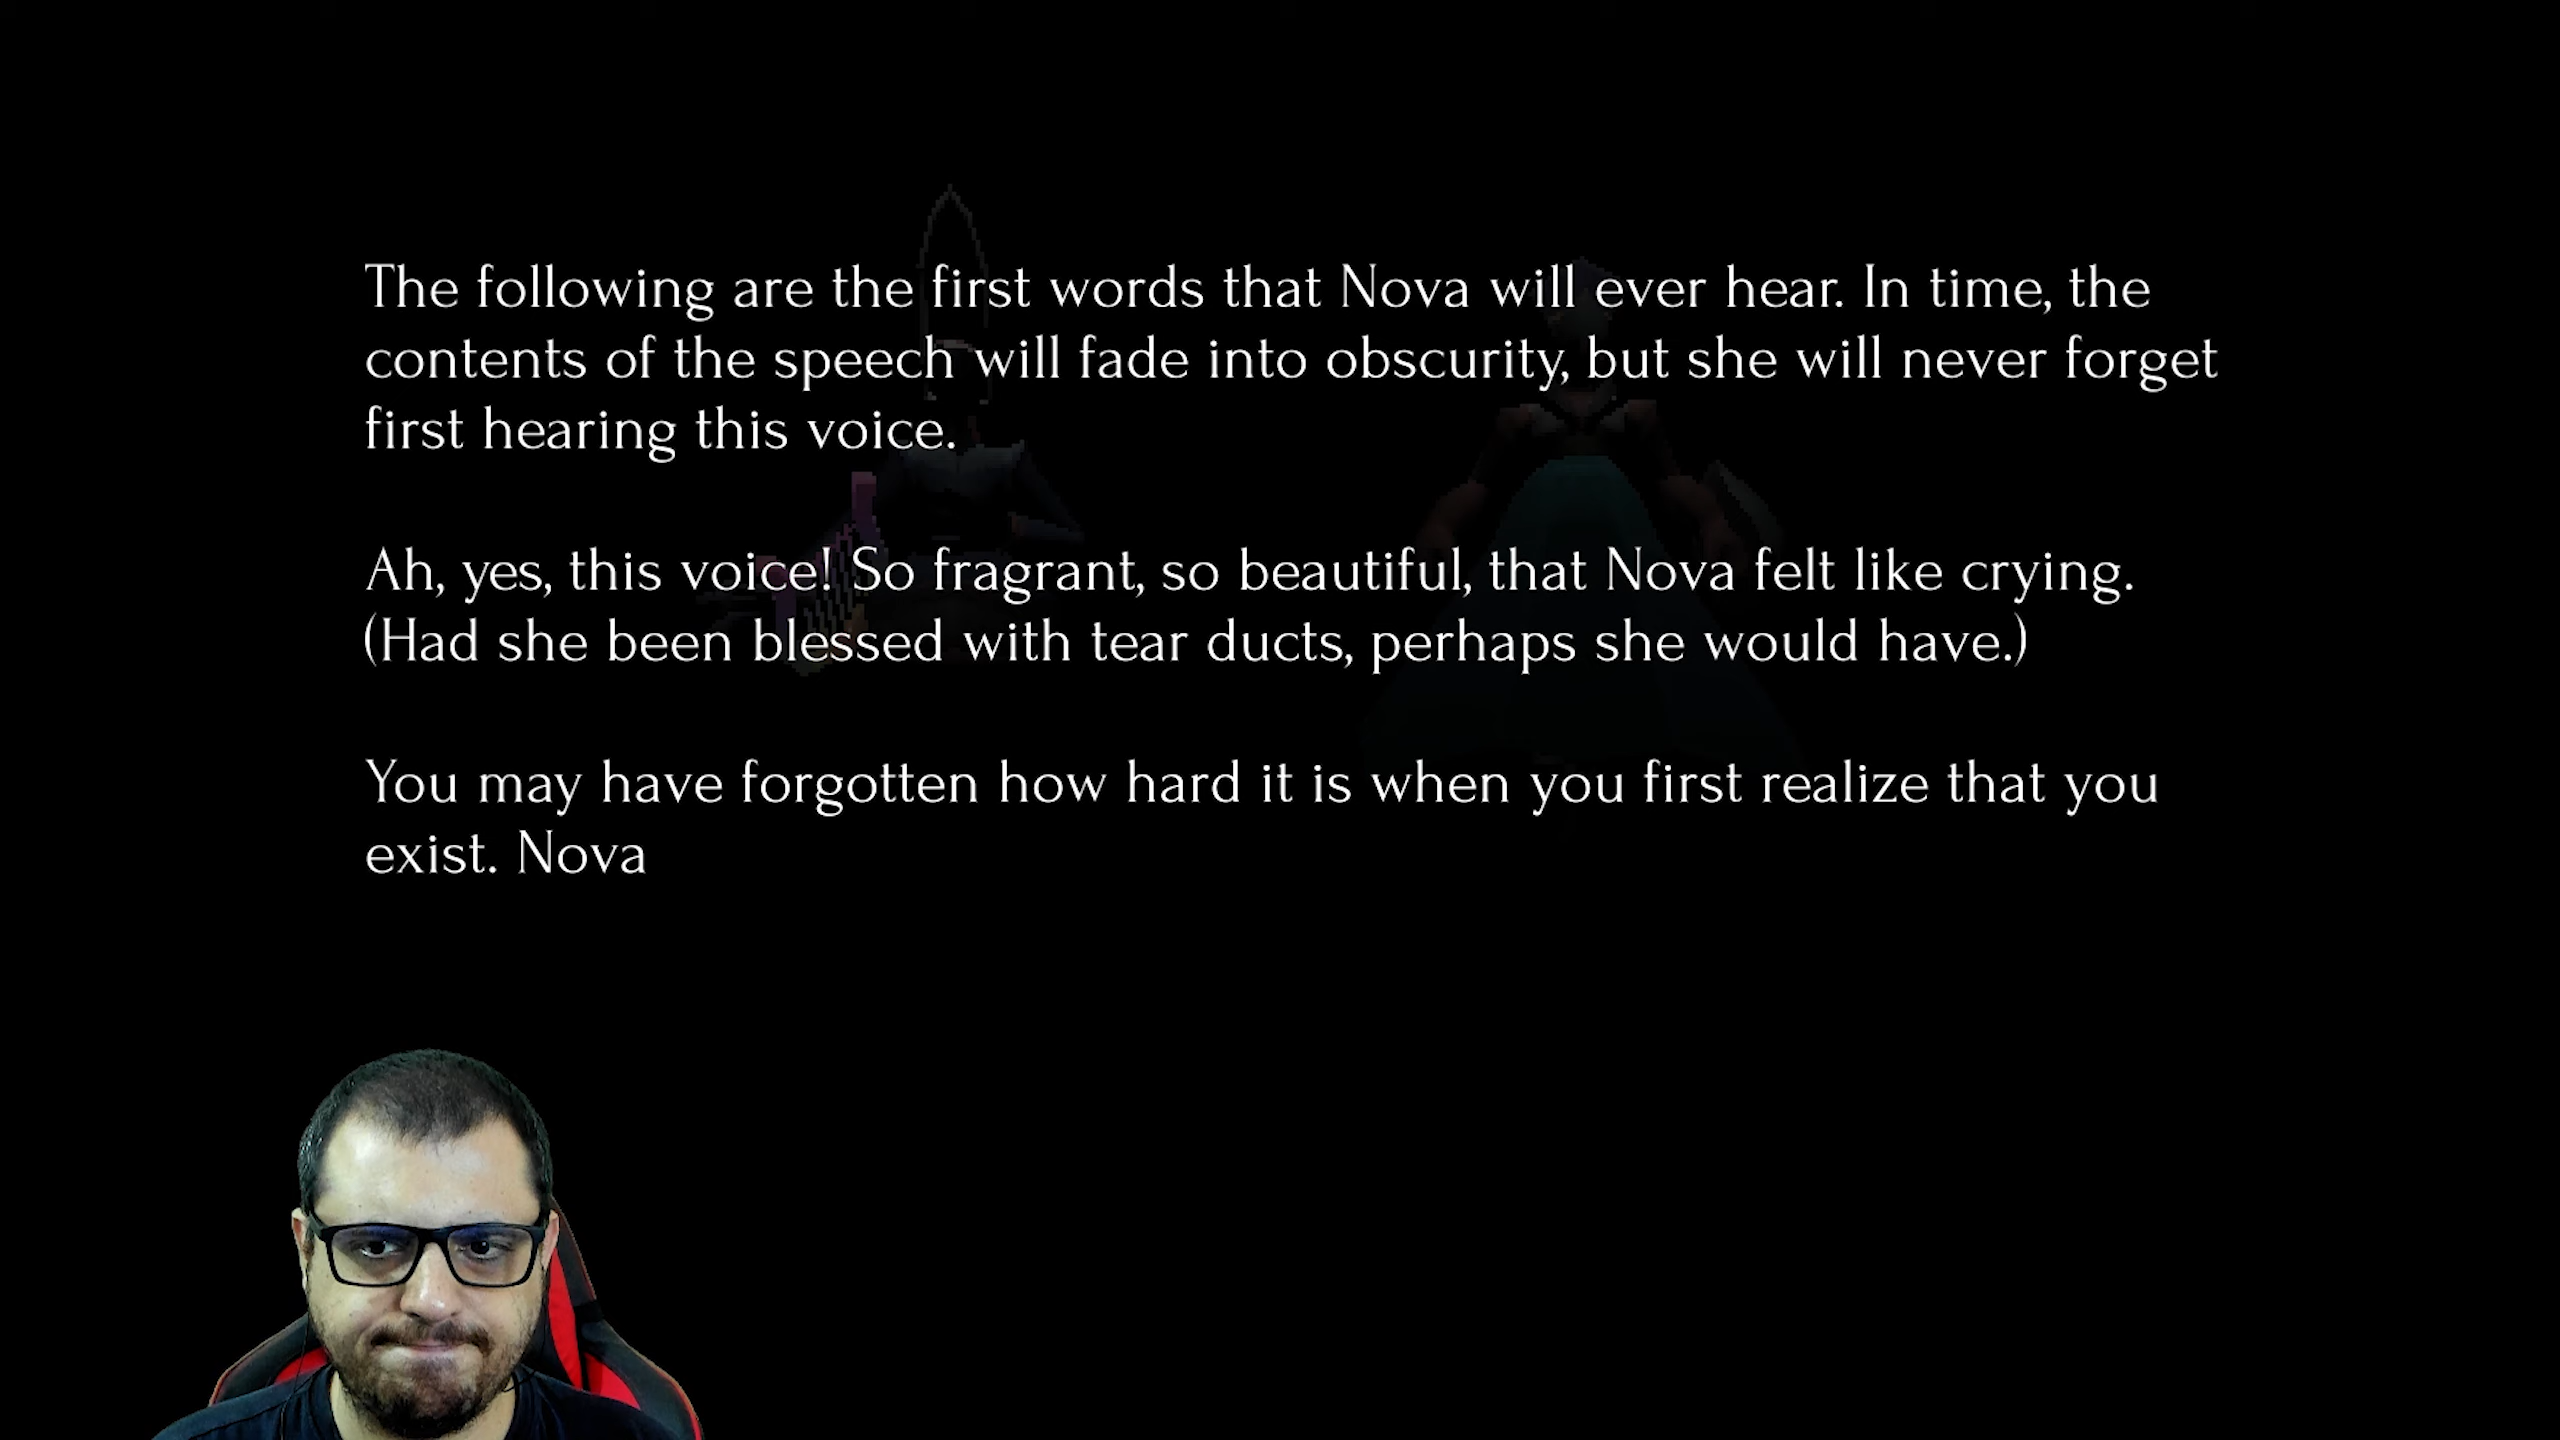 The following are the first words that Nova will ever hear. In time, the
contents of the speech will fade into obscurity, but she will never forget
first hearing this voice.
Ah, yes, this voice! So fragrant, so beautiful, that Nova felt like crying.
(Had she been blessed with tear ducts, perhaps she would have.)
You may have forgotten how hard it is when you first realize that you
exist. Nova